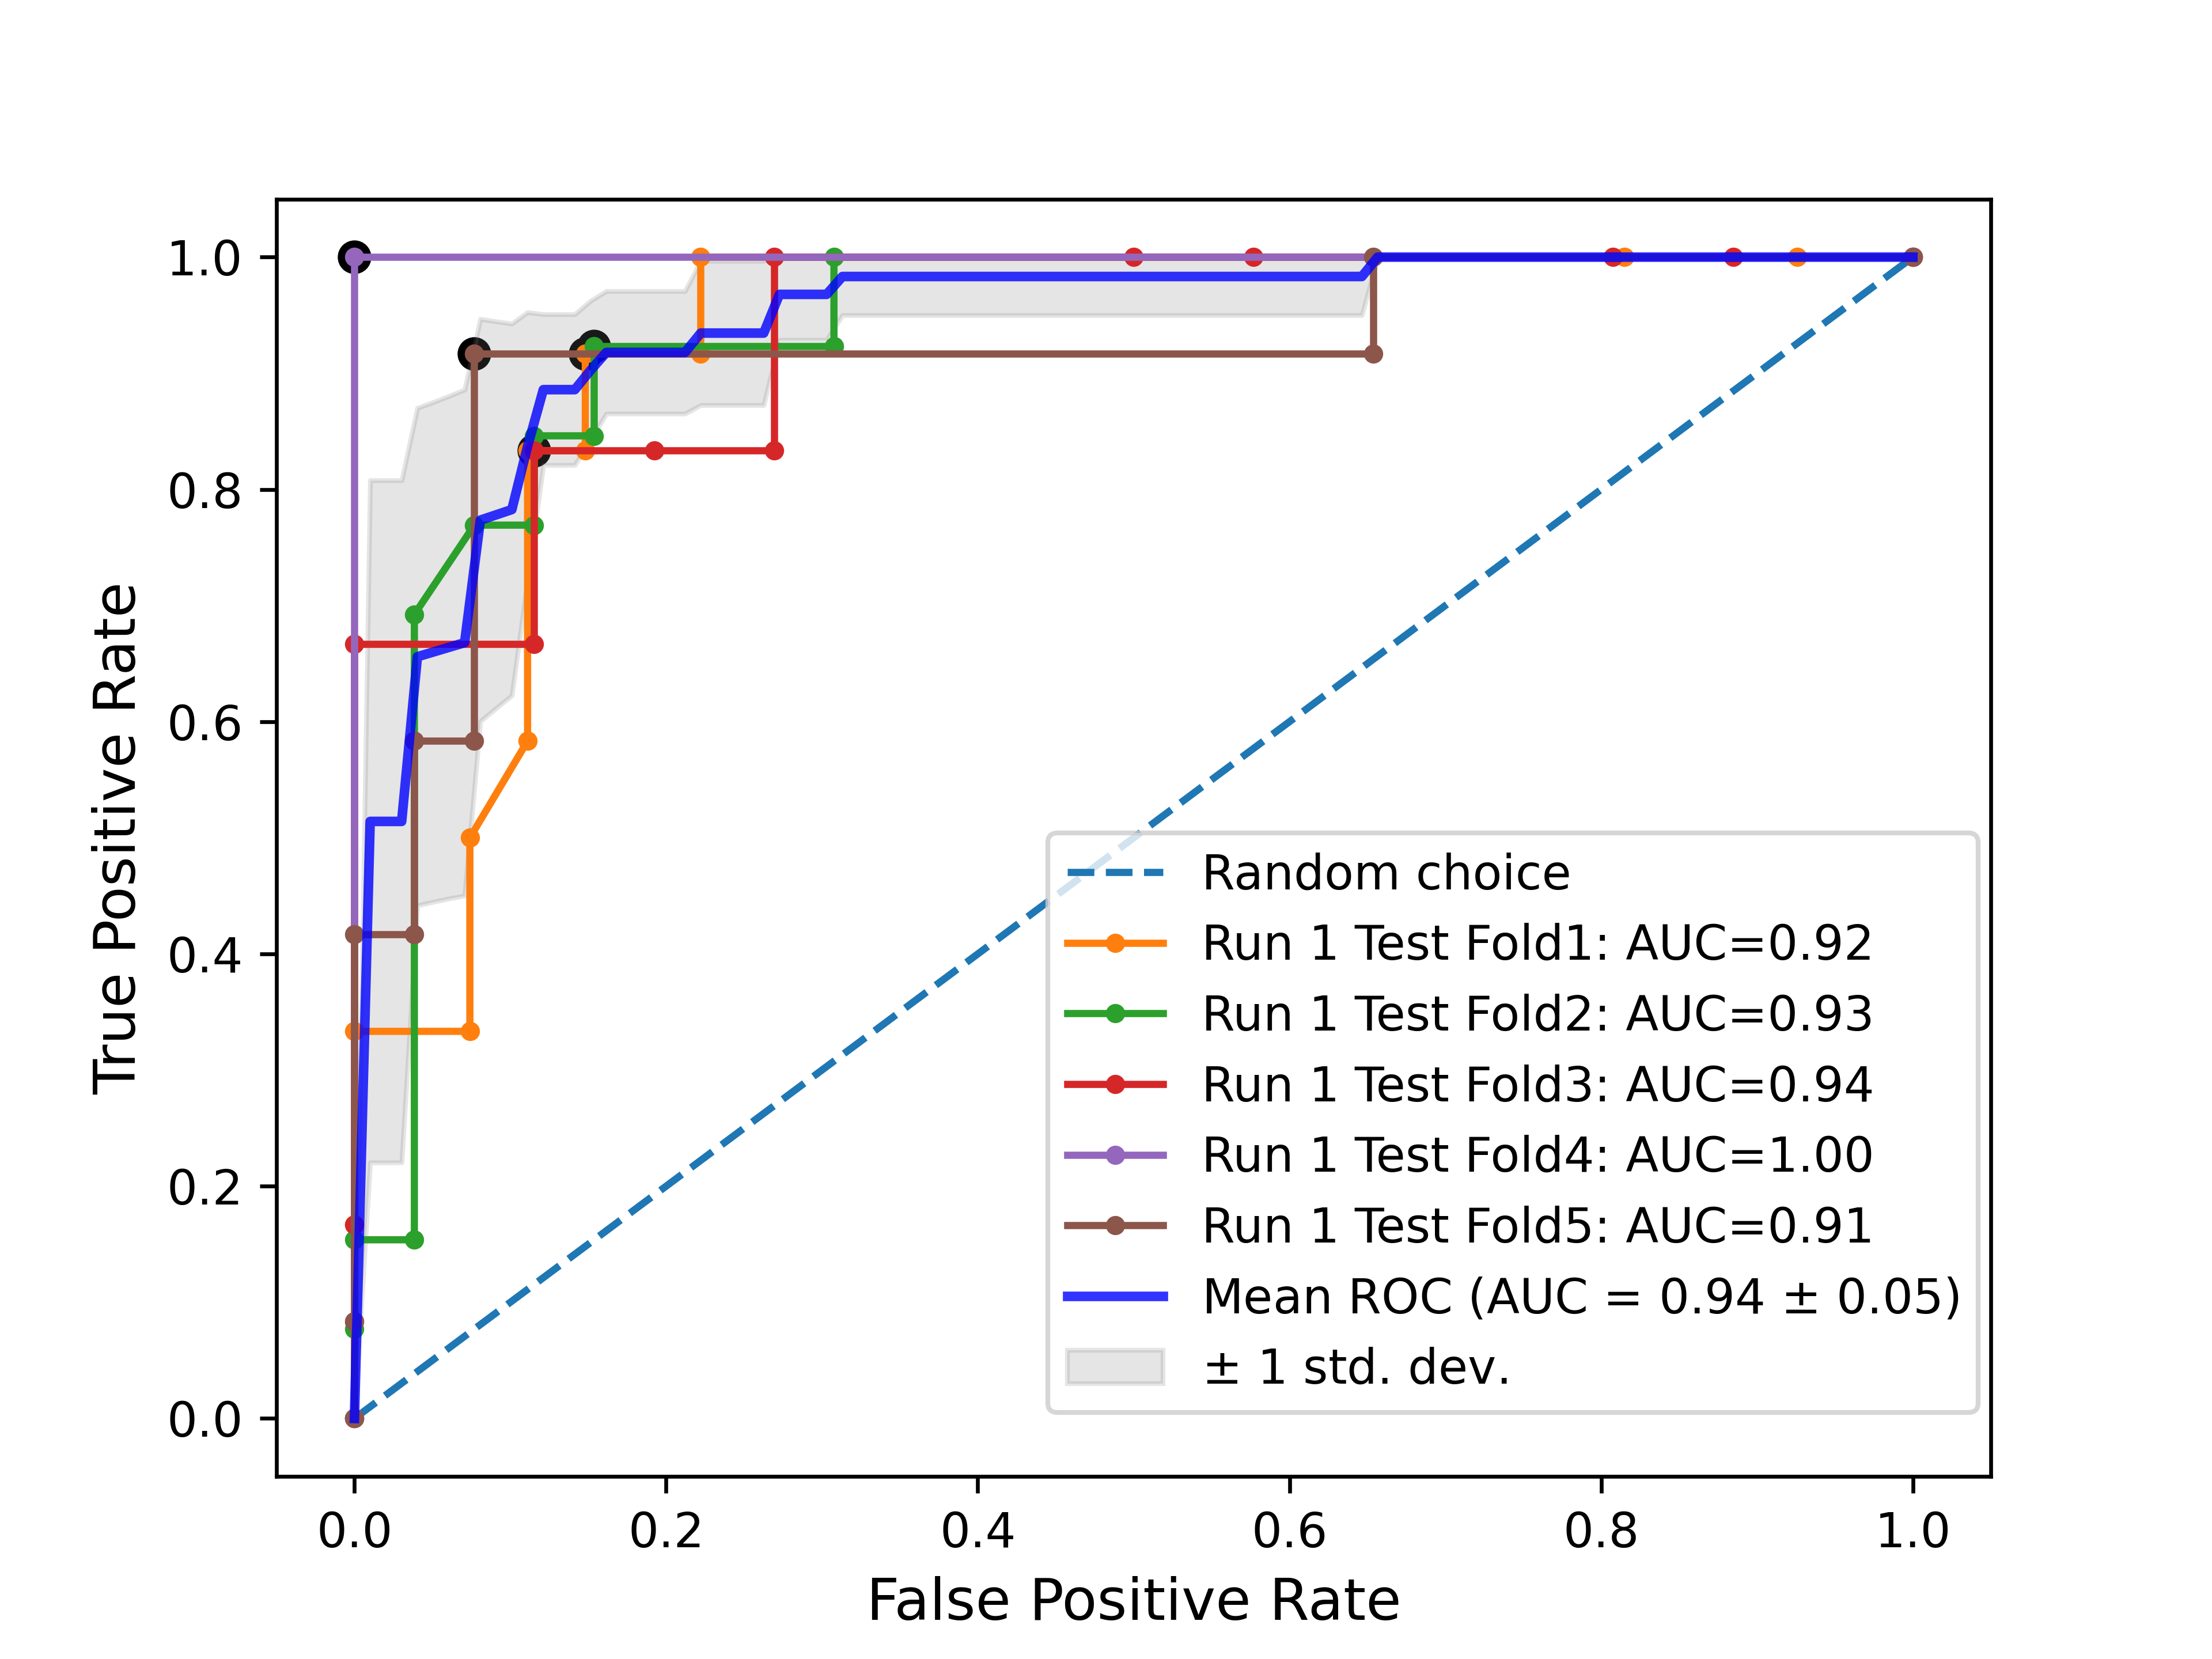 1.0
0.8
0.6
0.4
0.2
0.0
True Positive Rate
0.0 0.2 0.4 0.6 0.8 1.0
False Positive Rate
Random choice
Run 1 Test Fold1: AUC=0.92
Run 1 Test Fold2: AUC=0.93
Run 1 Test Fold3: AUC=0.94
Run 1 Test Fold4: AUC=1.00
Run 1 Test Fold5: AUC=0.91
Mean ROC (AUC = 0.94 ± 0.05)
± 1 std. dev.